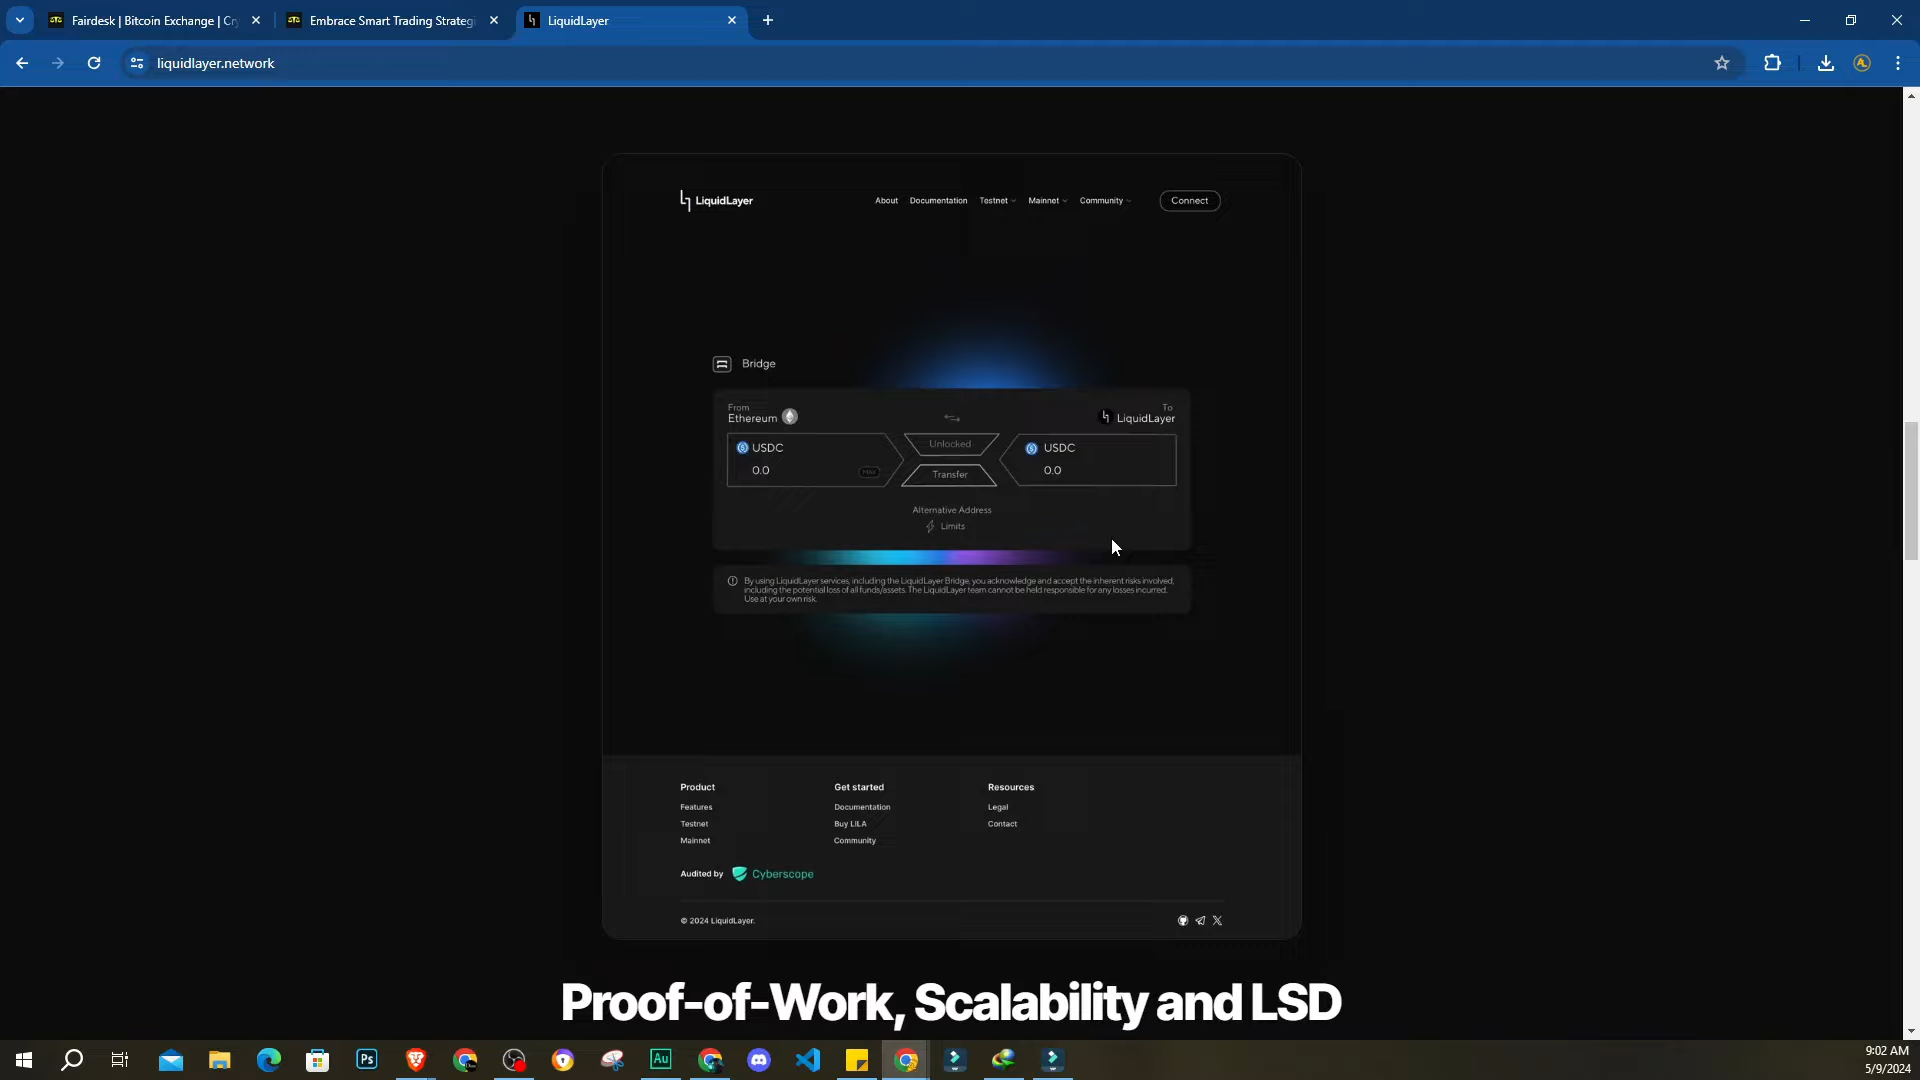 Fairdesk | Bitcoin Exchange | Cry
Embrace Smart Trading Strategi
LiquidLayer
liquidlayer.network
LiquidLayer
About
Documentation
Testnet
Mainnet
Community
Connect
Bridge
From
Ethereum
To
LiquidLayer
USDC
0.0
MAX
Unlocked
Transfer
USDC
0.0
Alternative Address
Limits
By using LiquidLayer services, including the LiquidLayer Bridge, you acknowledge and accept the inherent risks involved,
including the potential loss of all funds/assets. The LiquidLayer team cannot be held responsible for any losses incurred.
Use at your own risk.
Product
Features
Testnet
Mainnet
Get started
Documentation
Buy LILA
Community
Resources
Legal
Contact
Audited by
Cyberscope
© 2024 LiquidLayer.
Proof-of-Work, Scalability and LSD
Ps
Au
9:02 AM
5/9/2024